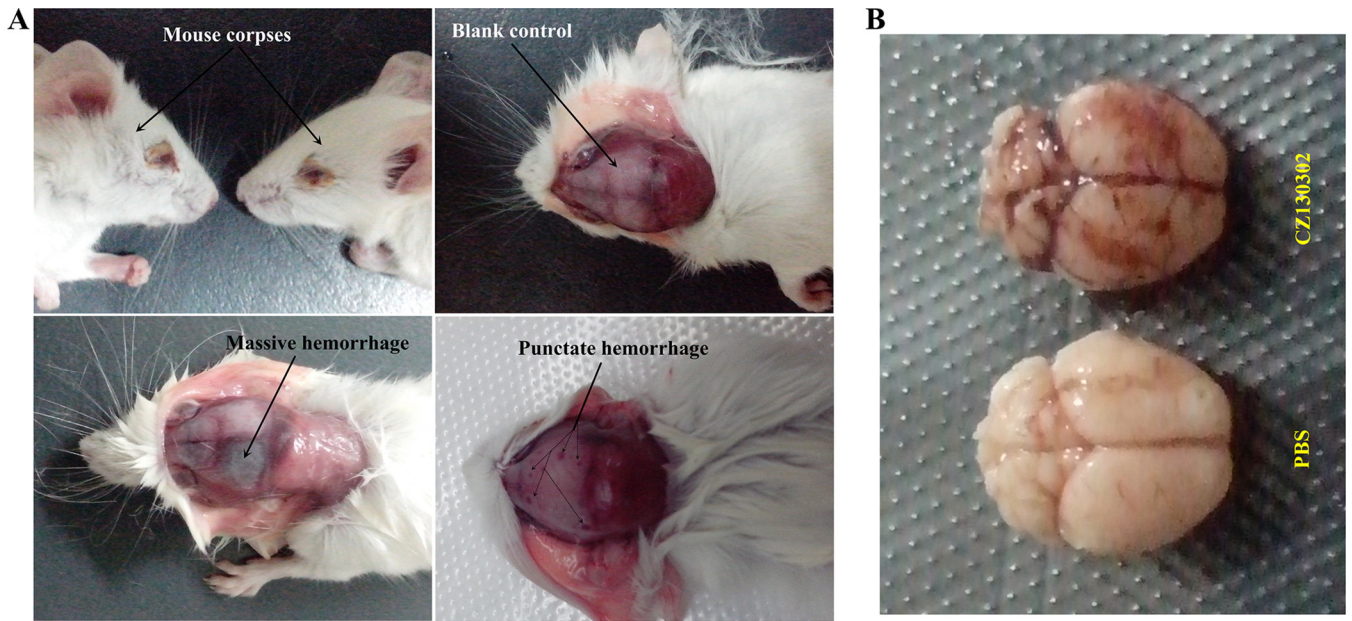 A
Mouse corpses
Blank control
Massive hemorrhage
Punctate hemorrhage
B
CZ130302
PBS